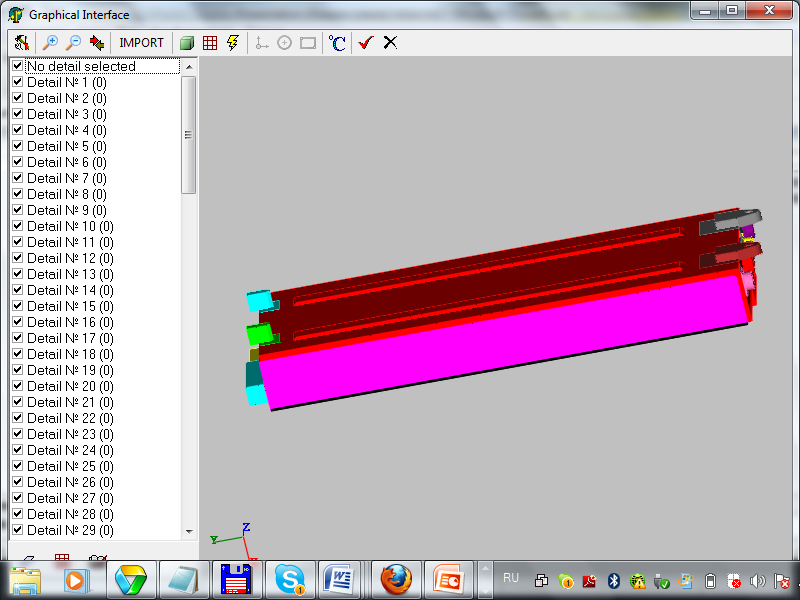 Graphical Interface
IMPORT
°C
No detail selected
Detail № 1 (0)
Detail № 2 (0)
Detail № 3 (0)
Detail № 4 (0)
Detail № 5 (0)
Detail № 6 (0)
Detail № 7 (0)
Detail № 8 (0)
Detail № 9 (0)
Detail № 10 (0)
Detail № 11 (0)
Detail № 12 (0)
Detail № 13 (0)
Detail № 14 (0)
Detail № 15 (0)
Detail № 16 (0)
Detail № 17 (0)
Detail № 18 (0)
Detail № 19 (0)
Detail № 20 (0)
Detail № 21 (0)
Detail № 22 (0)
Detail № 23 (0)
Detail № 24 (0)
Detail № 25 (0)
Detail № 26 (0)
Detail № 27 (0)
Detail № 28 (0)
Detail № 29 (0)
Z
Y
RU